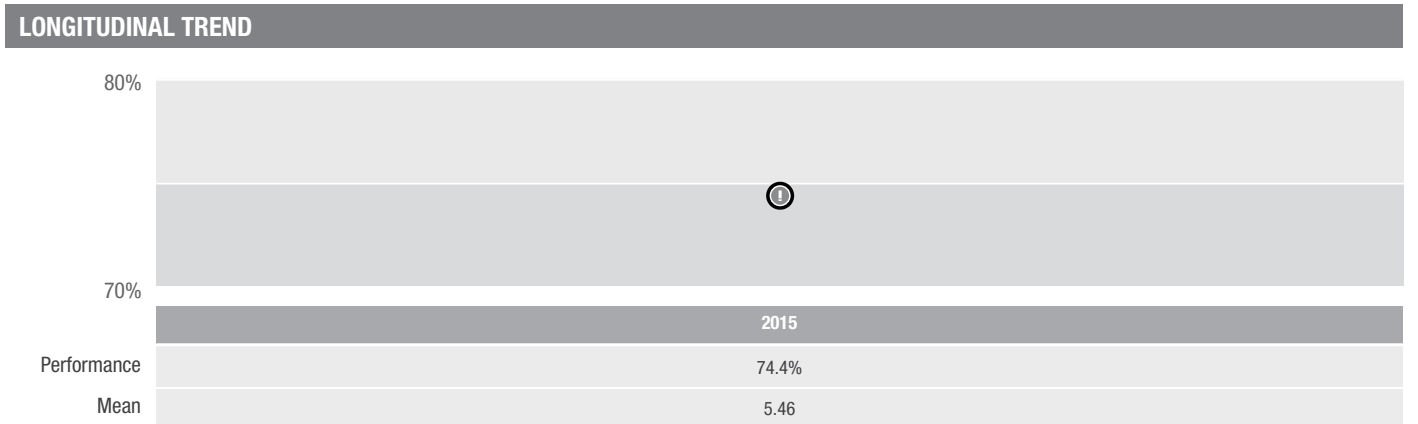 LONGITUDINAL TREND
80%
!
70%
2015
Performance 74.4%
Mean 5.46